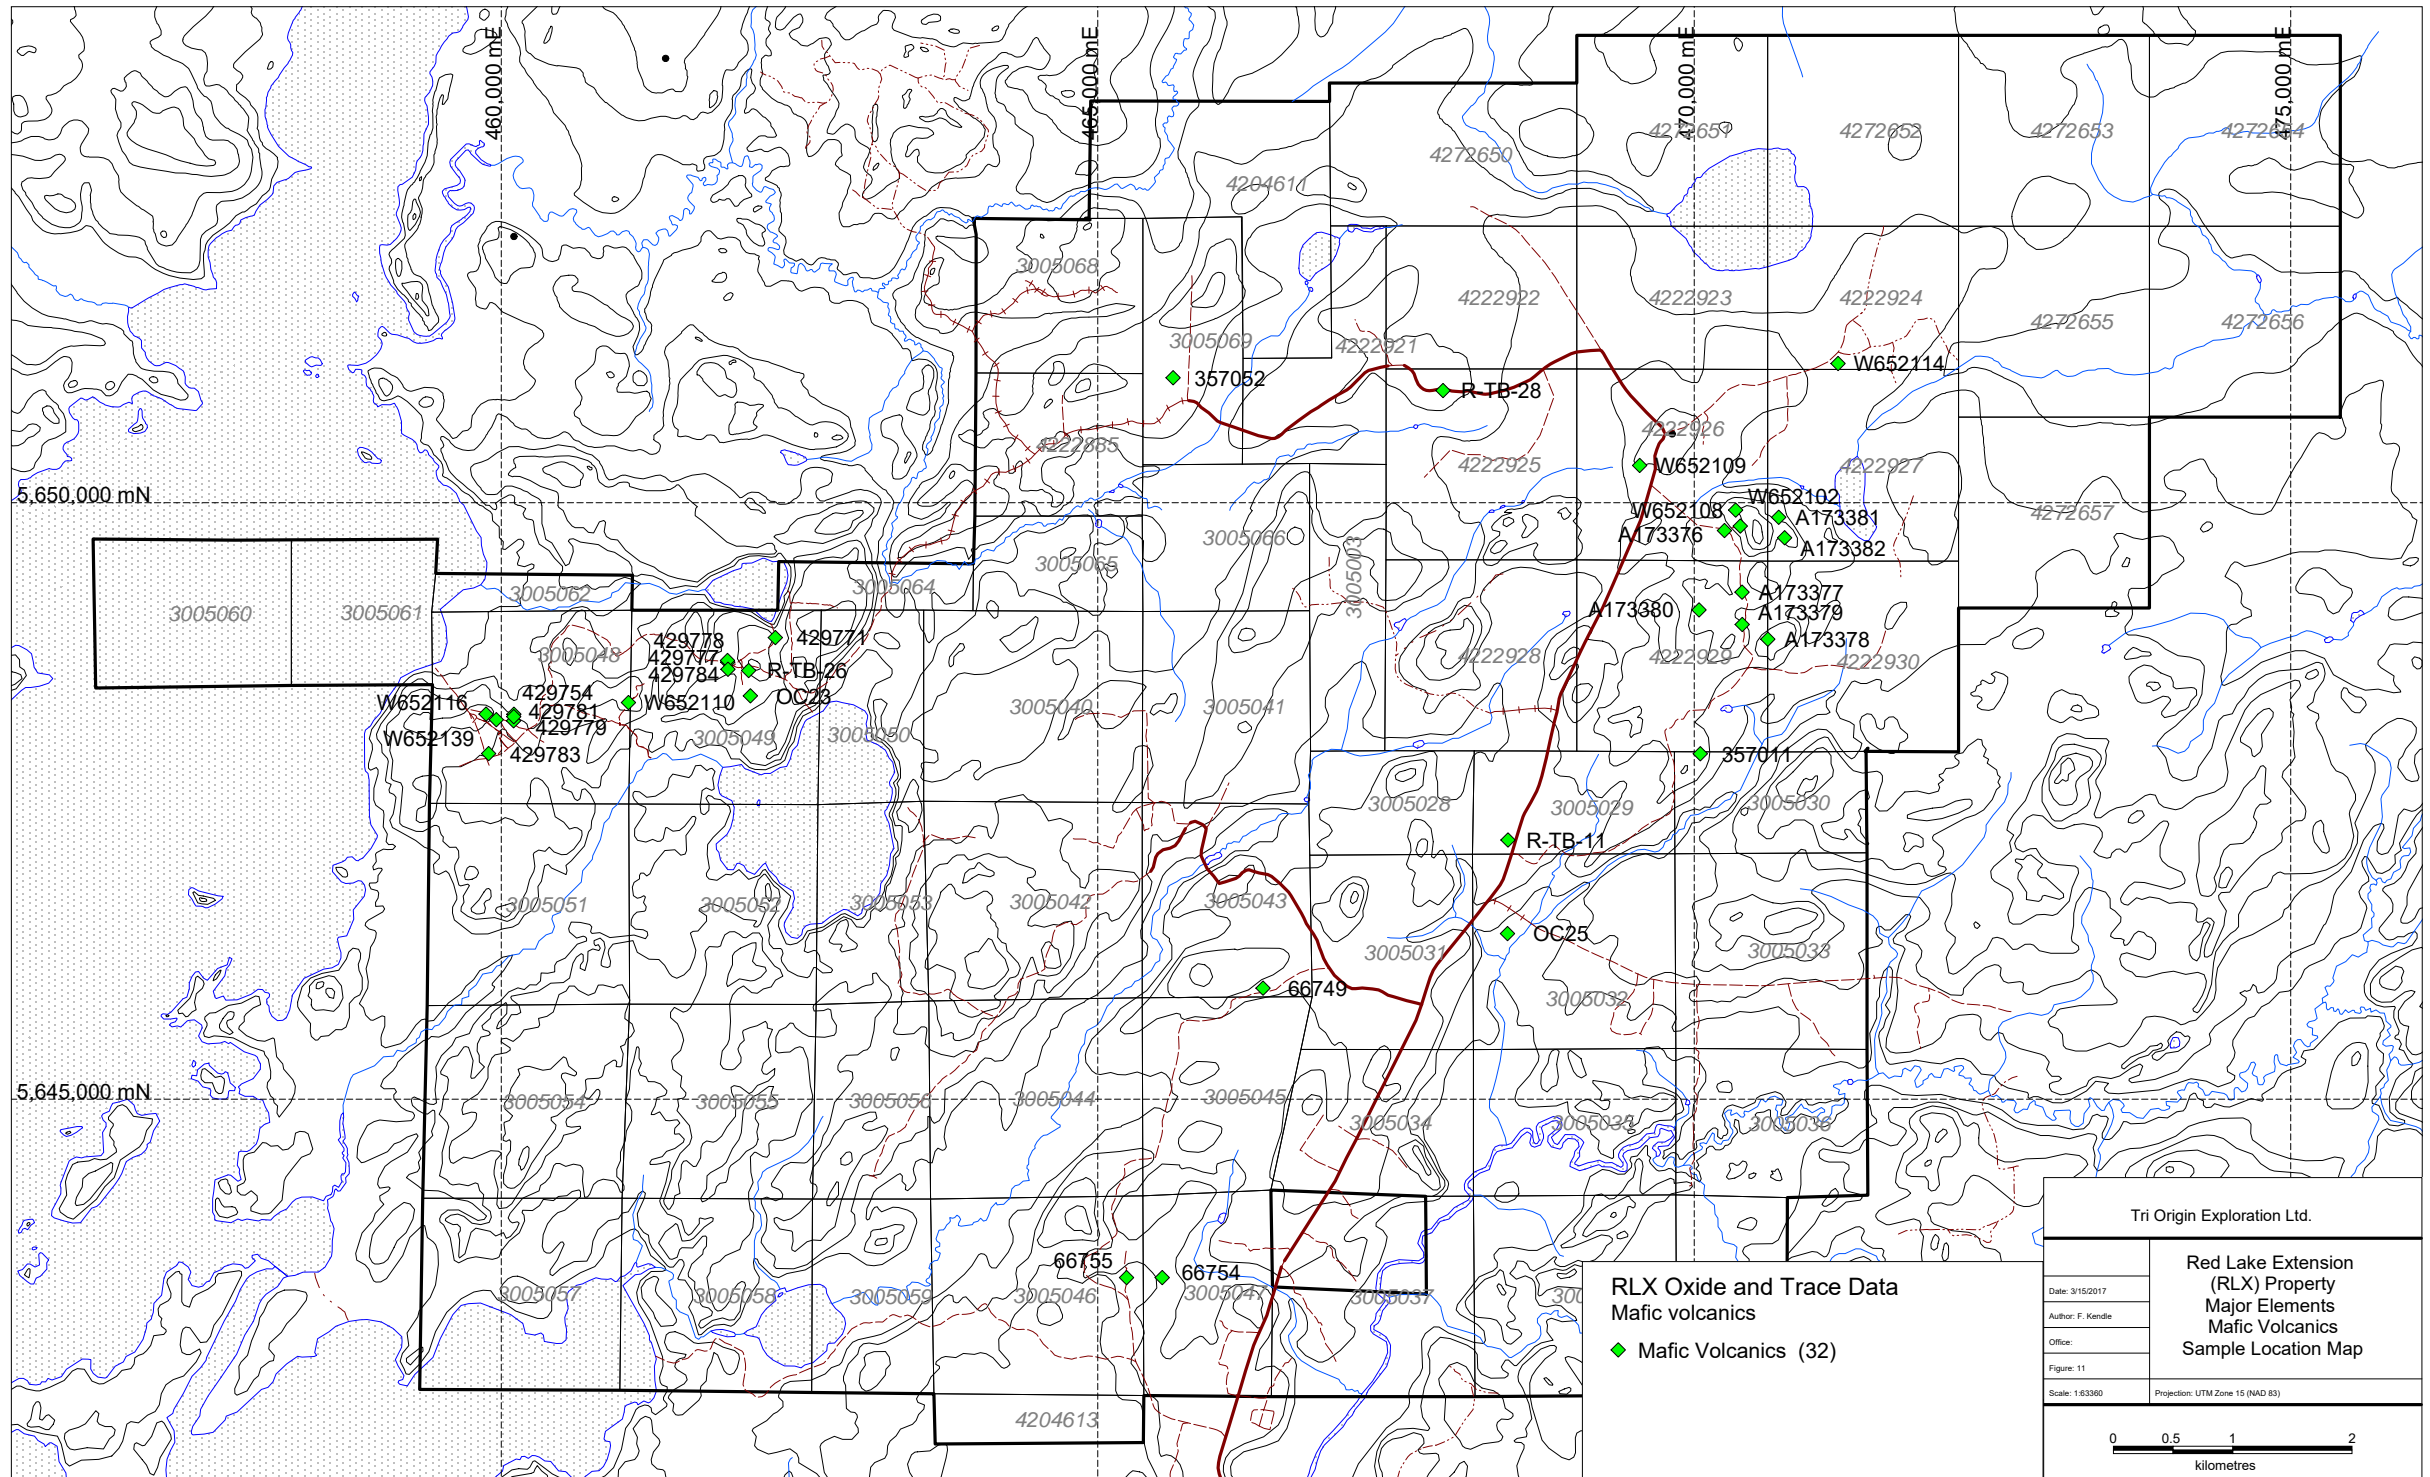 460,000 mE
465,000 mE
470,000 mE
475,000 mE
4272651
4272652
4272653
4272654
4272650
4204611
3005068
4222922
4222923
4222924
4272655
4272656
3005069
4222921
W652114
357052
R-TB-28
4222926
4222885
4222925
W652109
4222927
5,650,000 mN
W652102
W652108
A173381
4272657
A173376
3005066
A173382
3005065
3005003
3005064
3005062
A173377
3005060
3005061
A173380
A173379
429778
429771
A173378
3005048
429777
4222928
4222929
4222930
429784
R-TB-26
429754
OC23
W652116
W652110
3005040
3005041
429781
429779
3005049
3005050
W652139
429783
357011
3005028
3005029
3005030
R-TB-11
3005051
3005052
3005053
3005042
3005043
OC25
3005031
3005033
66749
3005032
5,645,000 mN
3005054
3005055
3005056
3005044
3005045
3005034
3005035
3005036
66755
66754
3005057
3005058
3005059
3005046
3005047
3005037
4204613
RLX Oxide and Trace Data
Mafic volcanics
Mafic Volcanics (32)
Tri Origin Exploration Ltd.
Red Lake Extension
(RLX) Property
Major Elements
Mafic Volcanics
Sample Location Map
Date: 3/15/2017
Author: F. Kendle
Office:
Figure: 11
Scale: 1:63360
Projection: UTM Zone 15 (NAD 83)
0 0.5 1 2
kilometres